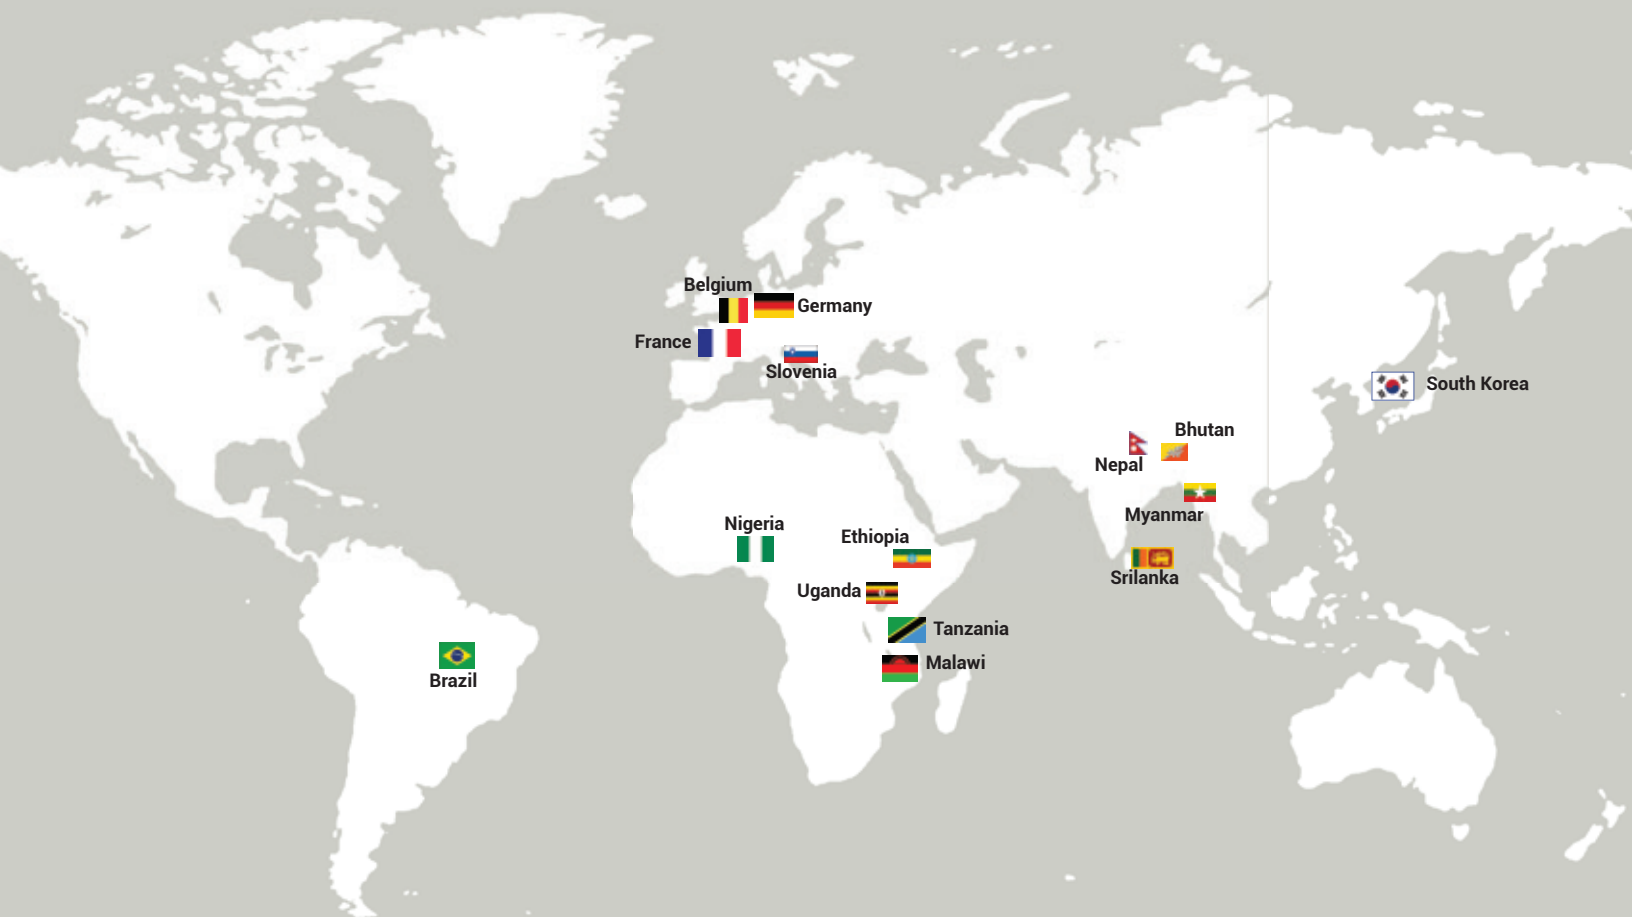 Belgium
Germany
France
Slovenia
South Korea
Bhutan
Nepal
Myanmar
Nigeria
Ethiopia
Srilanka
Uganda
Tanzania
Malawi
Brazil